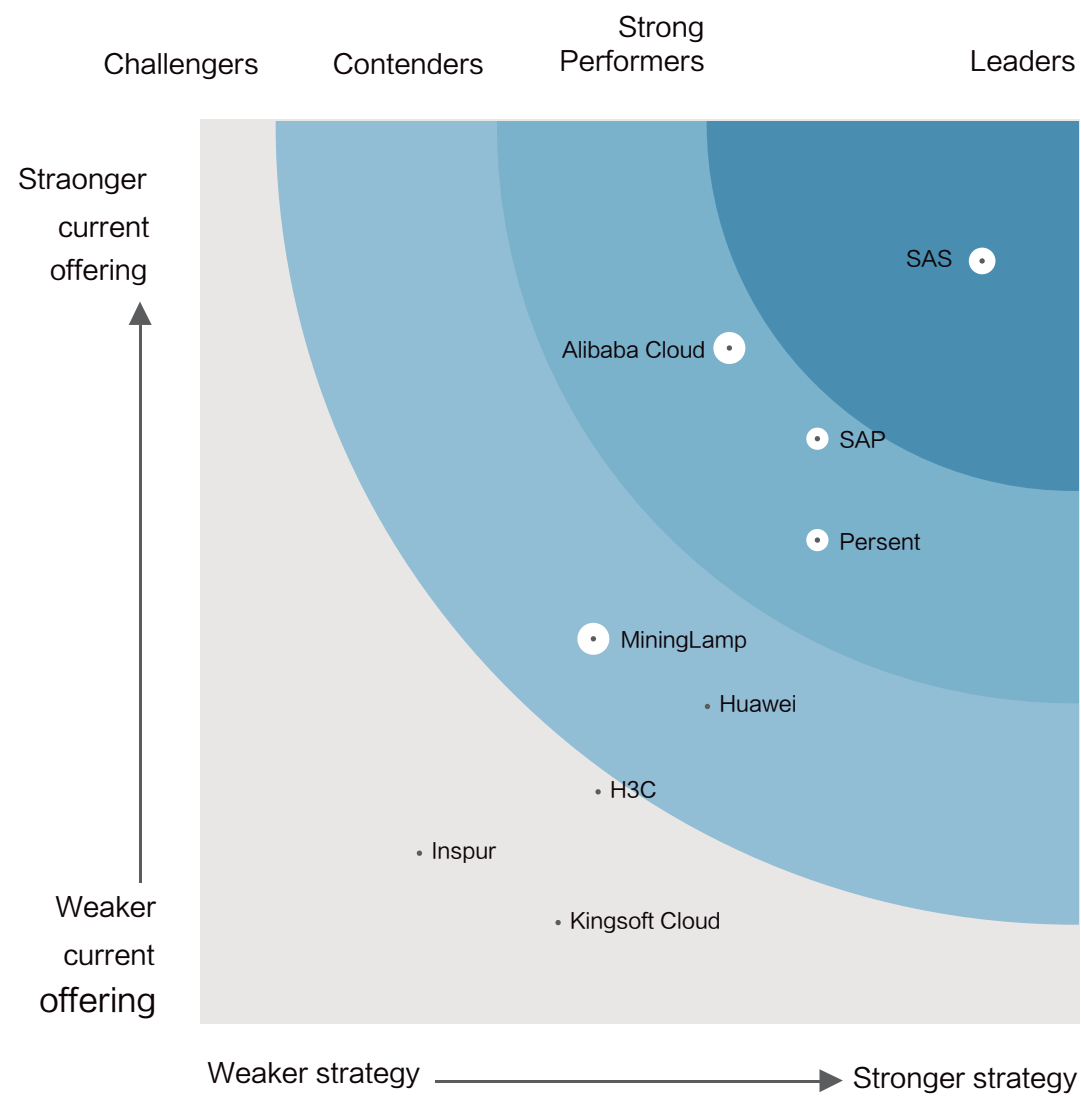 Strong
Challengers Contenders Performers Leaders
Straonger
current
offering
SAS
Alibaba Cloud
SAP
Persent
MiningLamp
Huawei
H3C
Inspur
Kingsoft Cloud
Weaker
current
offering
Weaker strategy Stronger strategy